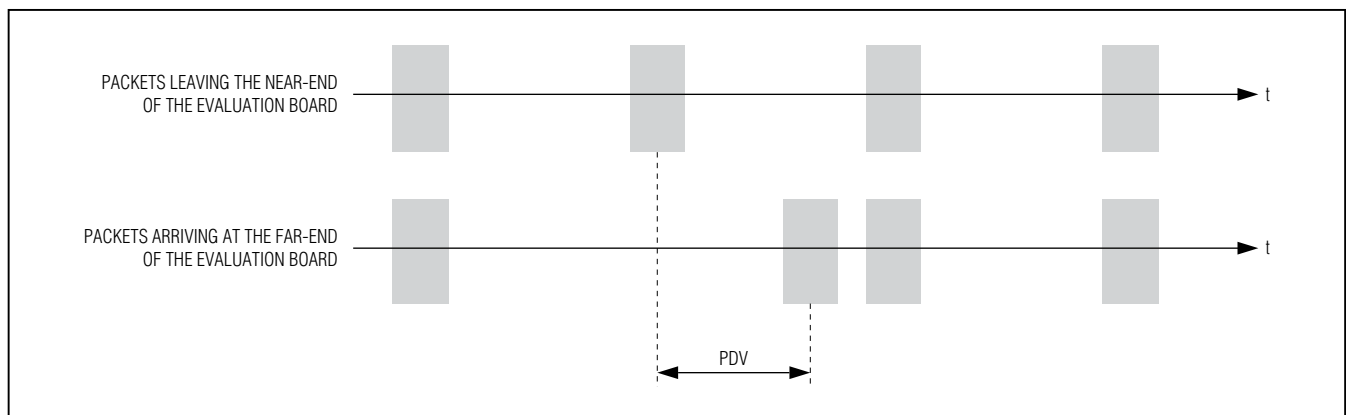 PACKETS LEAVING THE NEAR-END
OF THE EVALUATION BOARD
t
PACKETS ARRIVING AT THE FAR-END
OF THE EVALUATION BOARD
t
PDV